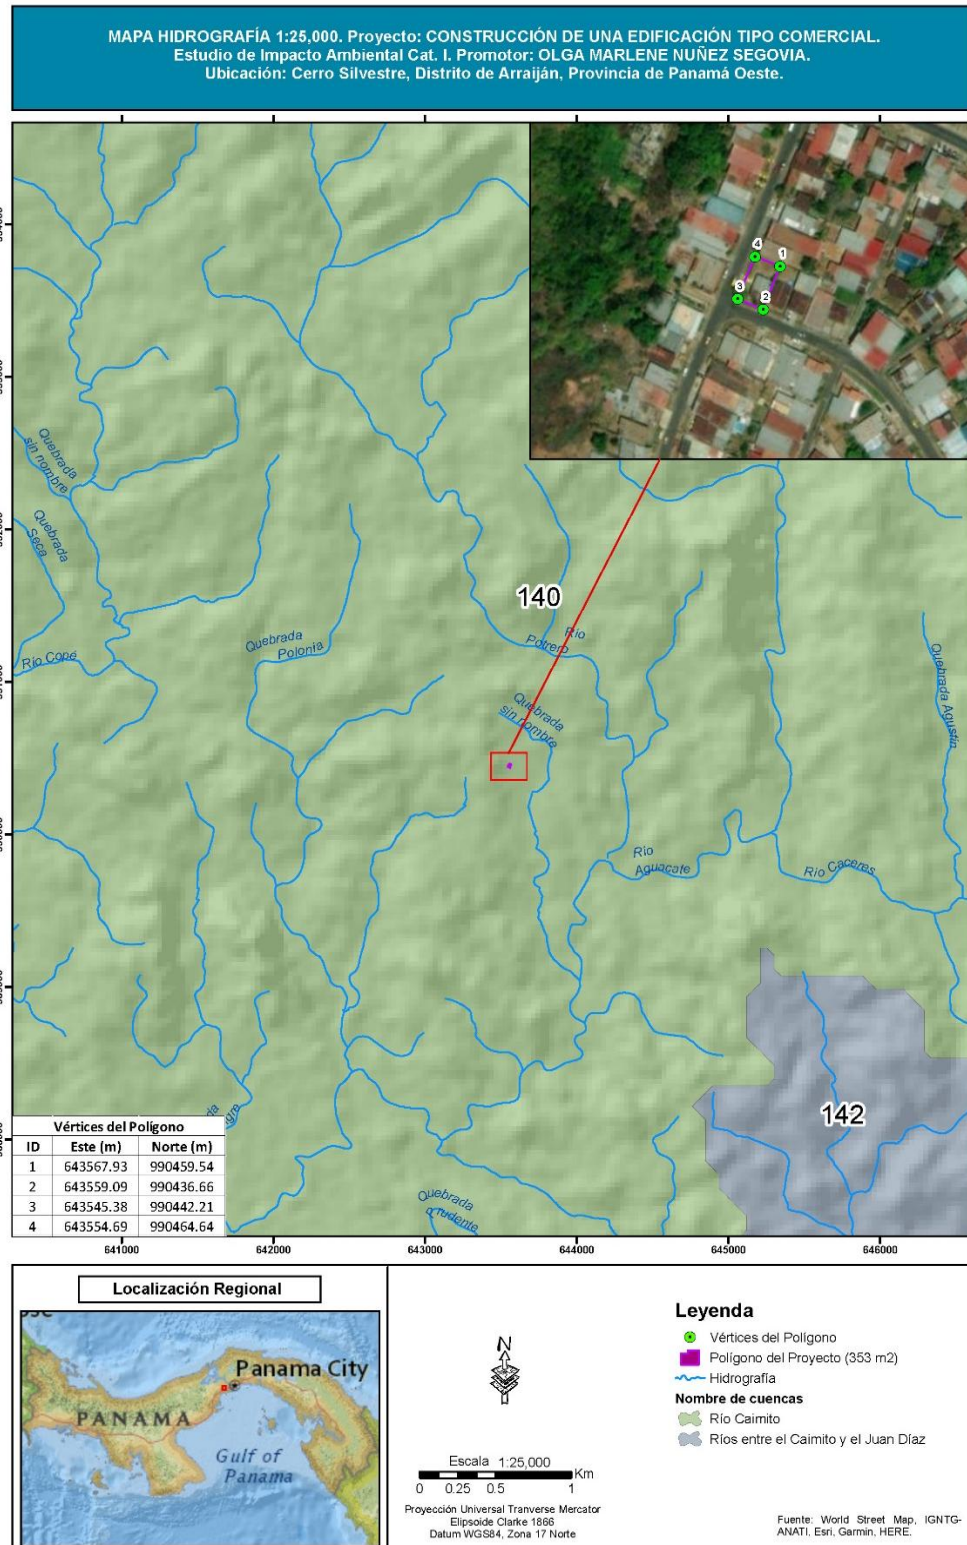 MAPA HIDROGRAFÍA 1:25,000. Proyecto: CONSTRUCCIÓN DE UNA EDIFICACIÓN TIPO COMERCIAL.
Estudio de Impacto Ambiental Cat. I. Promotor: OLGA MARLENE NUÑEZ SEGOVIA.
Ubicación: Cerro Silvestre, Distrito de Arraiján, Provincia de Panamá Oeste.
4
1
3
2
Quebrada
sin nombre
Quebrada
Seca
140
Río
Potrero
Quebrada
Polonia
Río Copé
Quebrada Agustín
Quebrada
sin nombre
Río
Aguacate
Río Caceres
142
Quebrada
Vértices del Polígono
ID Este (m) Norte (m)
1 643567.93 990459.54
2 643559.09 990436.66
3 643545.38 990442.21
4 643554.69 990464.64
641000 642000 643000 644000 645000 646000
Localización Regional
Panama City
PANAMA
Gulf of
Panama
N
Escala 1:25,000
Km
0 0.25 0.5 1
Proyección Universal Tranverse Mercator
Elipsoide Clarke 1866
Datum WGS84, Zona 17 Norte
Leyenda
Vértices del Polígono
Polígono del Proyecto (353 m2)
Hidrografía
Nombre de cuencas
Río Caimito
Ríos entre el Caimito y el Juan Díaz
Fuente: World Street Map, IGNTG-
ANATI, Esri, Garmin, HERE.